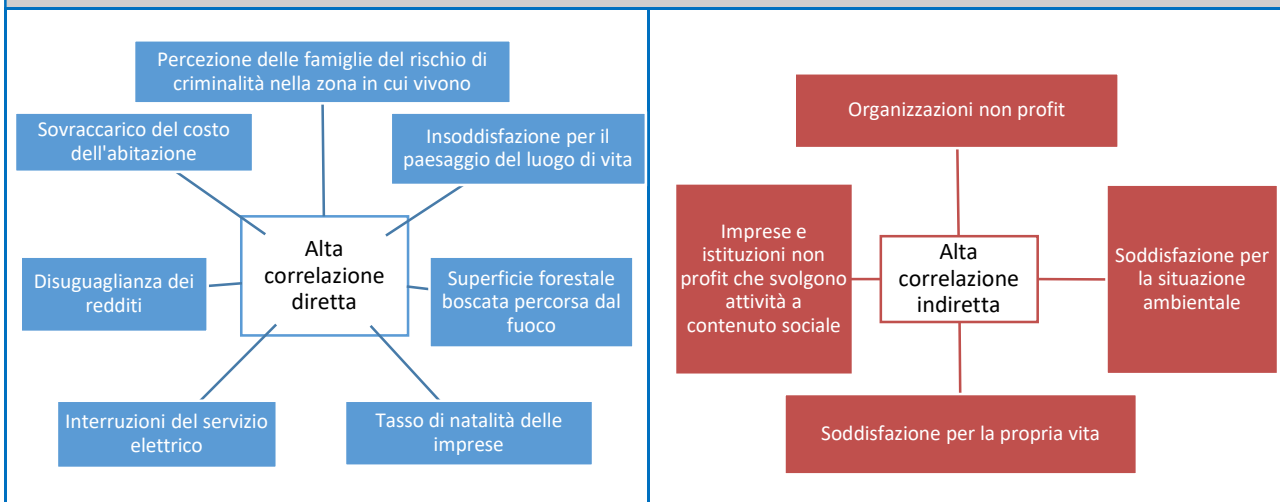 Percezione delle famiglie del rischio di
criminalità nella zona in cui vivono
Sovraccarico del costo
dell'abitazione
Insoddisfazione per il
paesaggio del luogo di vita
Alta
correlazione
diretta
Disuguaglianza dei
redditi
Superficie forestale
boscata percorsa dal
fuoco
Interruzioni del servizio
elettrico
Tasso di natalità delle
imprese
Organizzazioni non profit
Imprese e
istituzioni non
profit che svolgono
attività a
contenuto sociale
Alta
correlazione
indiretta
Soddisfazione per
la situazione
ambientale
Soddisfazione per la propria vita